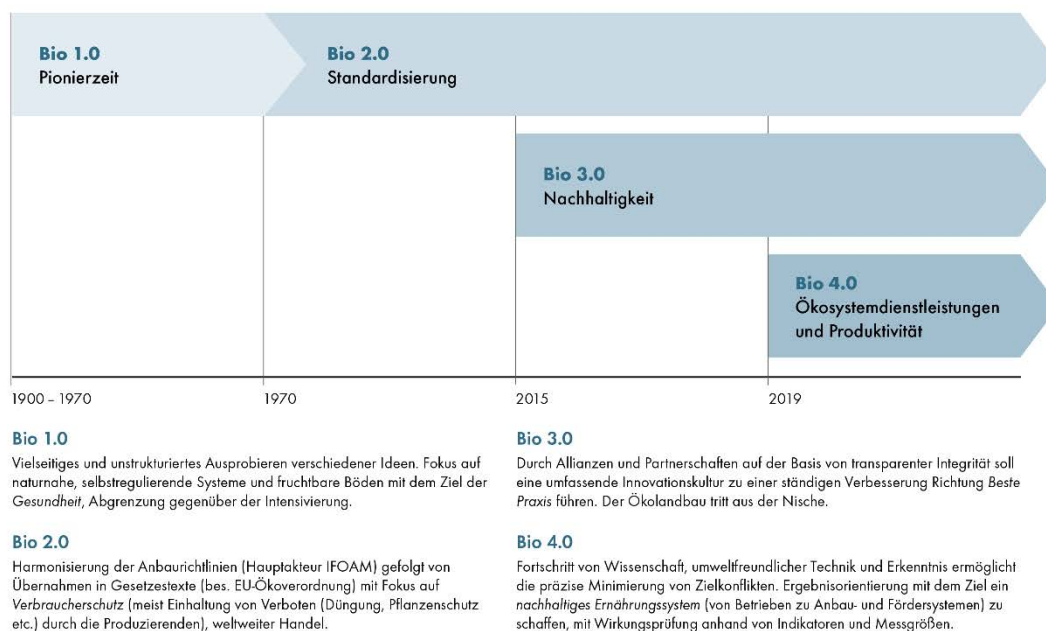 Bio 1.0
Pionierzeit
Bio 2.0
Standardisierung
Bio 3.0
Nachhaltigkeit
Bio 4.0
Ökosystemdienstleistungen
und Produktivität
1900 – 1970
1970
2015
2019
Bio 1.0
Vielseitiges und unstrukturiertes Ausprobieren verschiedener Ideen. Fokus auf
naturnahe, selbstregulierende Systeme und fruchtbare Böden mit dem Ziel der
Gesundheit, Abgrenzung gegenüber der Intensivierung.
Bio 2.0
Harmonisierung der Anbaurichtlinien (Hauptakteur IFOAM) gefolgt von
Übernahmen in Gesetzestexte (bes. EU-Ökoverordnung) mit Fokus auf
Verbraucherschutz (meist Einhaltung von Verboten (Düngung, Pflanzenschutz
etc.) durch die Produzierenden), weltweiter Handel.
Bio 3.0
Durch Allianzen und Partnerschaften auf der Basis von transparenter Integrität soll
eine umfassende Innovationskultur zu einer ständigen Verbesserung Richtung Beste
Praxis führen. Der Ökolandbau tritt aus der Nische.
Bio 4.0
Fortschritt von Wissenschaft, umweltfreundlicher Technik und Erkenntnis ermöglicht
die präzise Minimierung von Zielkonflikten. Ergebnisorientierung mit dem Ziel ein
nachhaltiges Ernährungssystem (von Betrieben zu Anbau- und Fördersystemen) zu
schaffen, mit Wirkungsprüfung anhand von Indikatoren und Messgrößen.